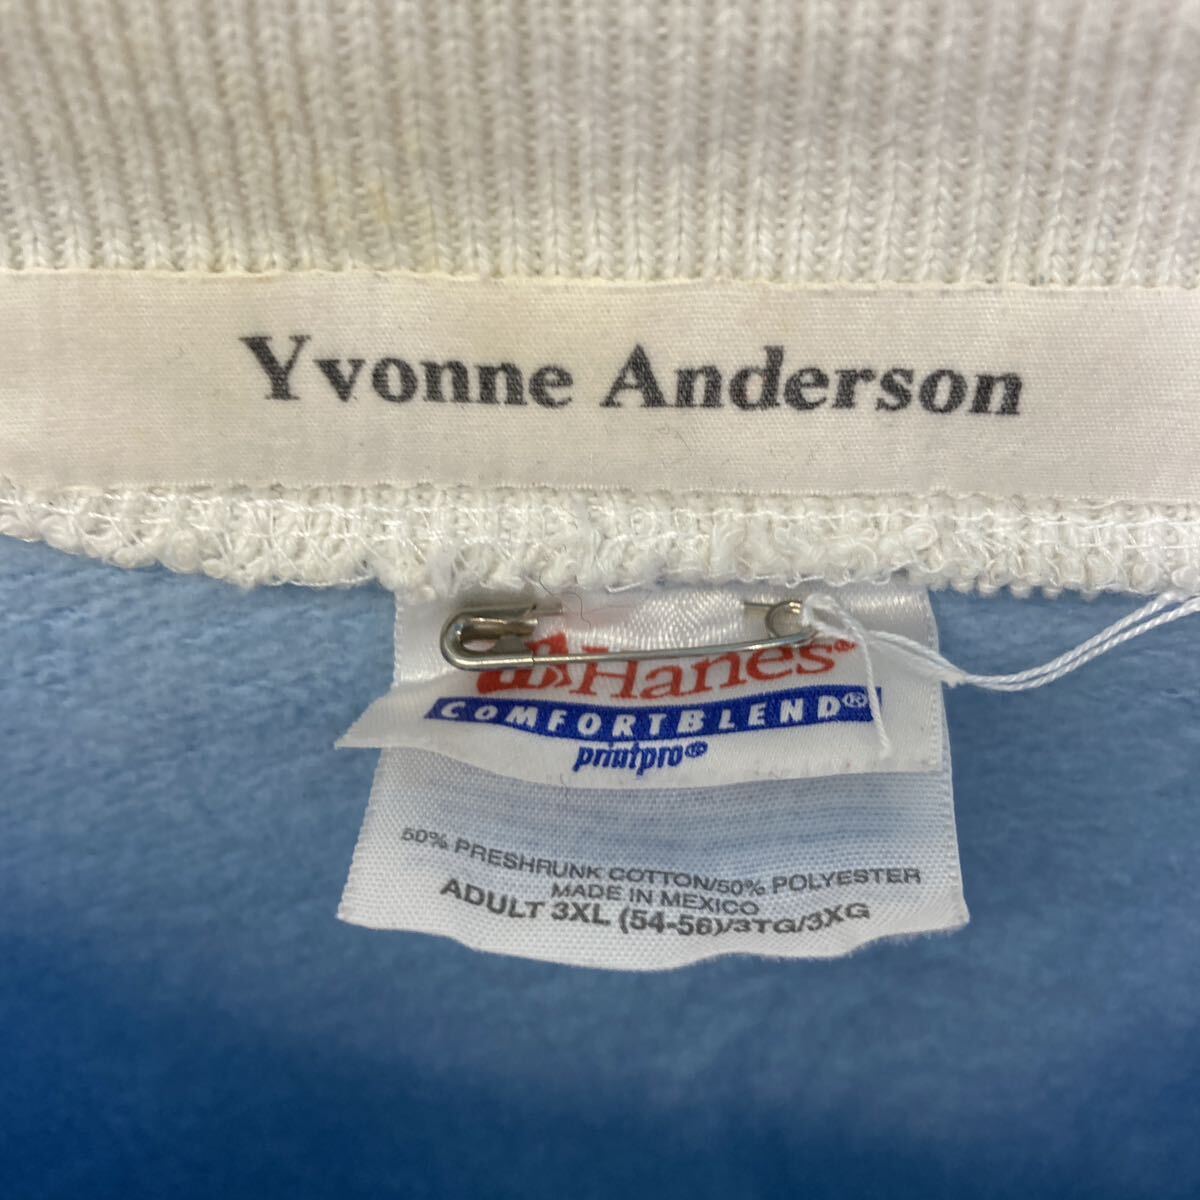 Yvonne Anderson
Hanes®
COMFORTBLEND®
printpro®
50% PRESHRUNK COTTON/50% POLYESTER
MADE IN MEXICO
ADULT 3XL (54-56)/3TG/3XG